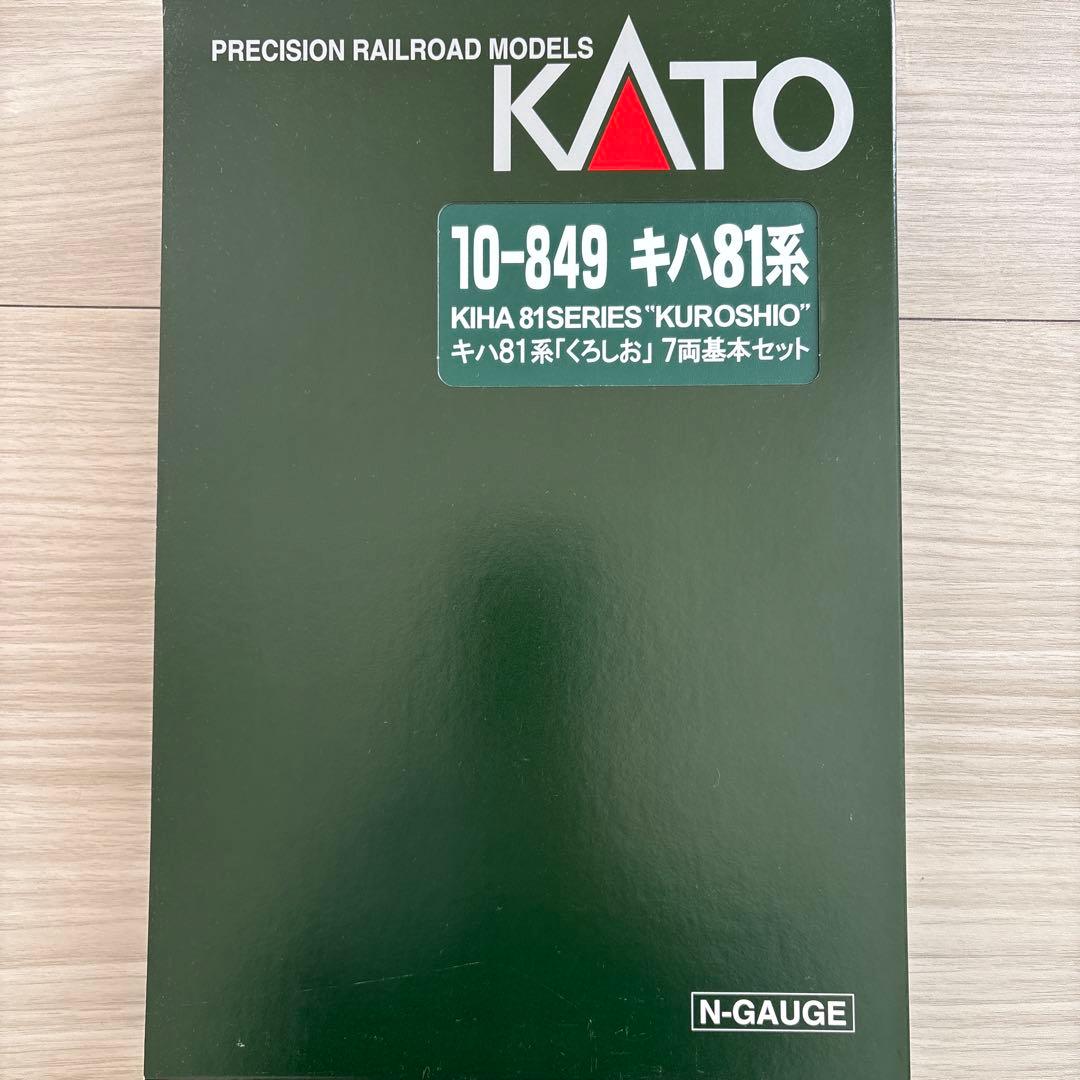 PRECISION RAILROAD MODELS
KATO
10-849 キハ81系
KIHA 81SERIES "KUROSHIO"
キハ81系「くろしお」 7両基本セット
N-GAUGE